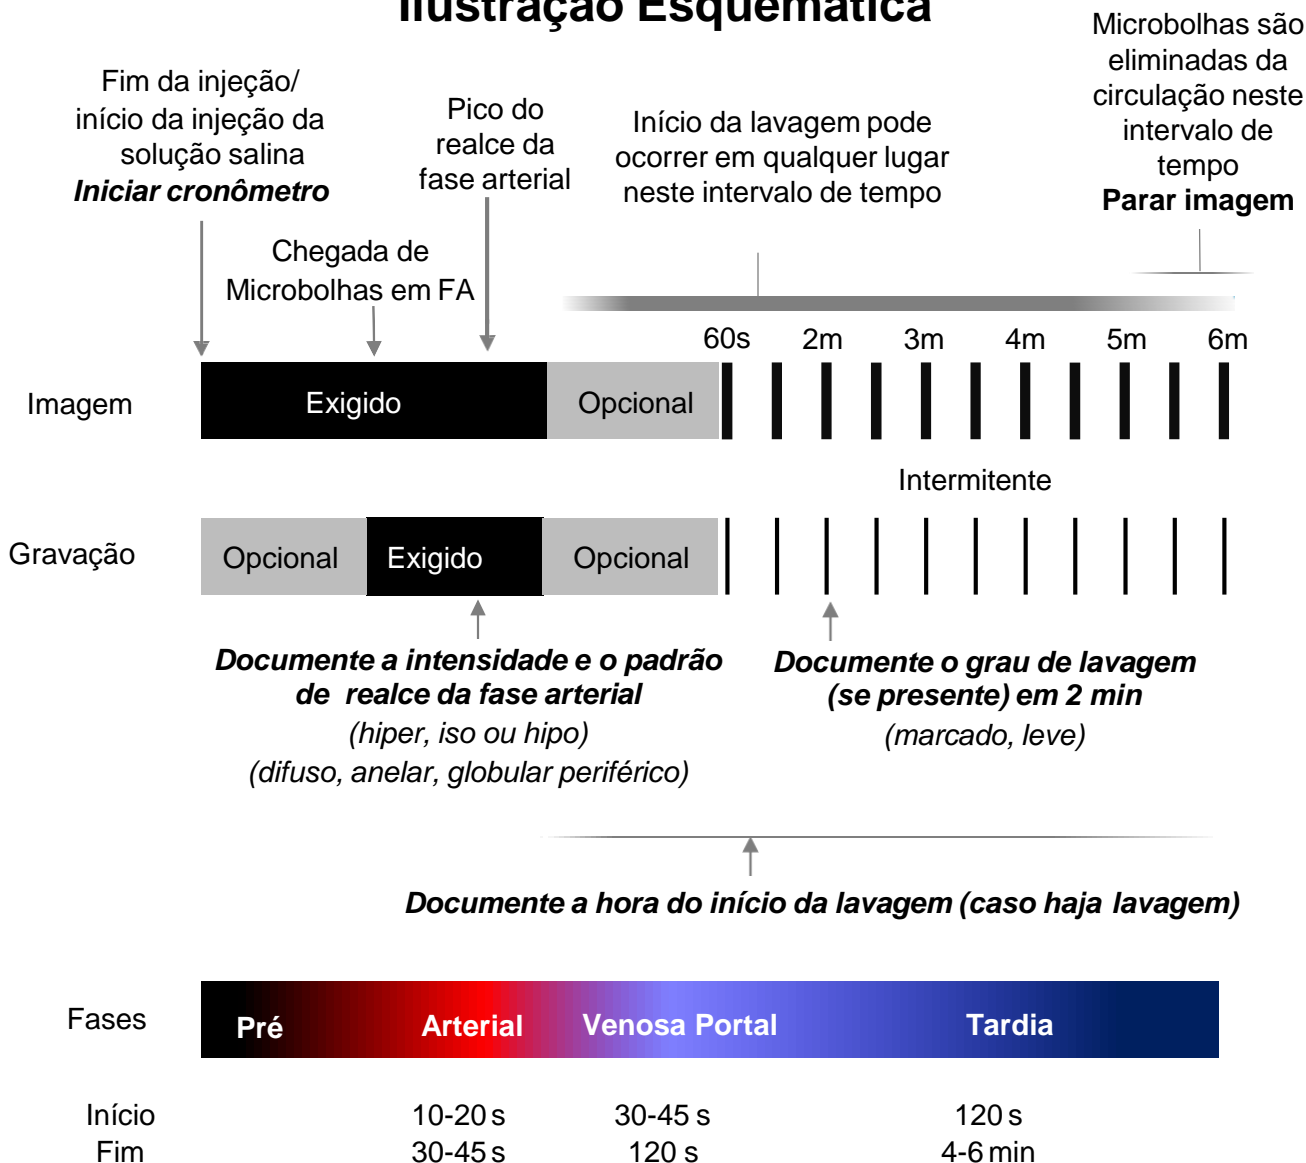 Ilustração Esquemática
Microbolhas são
eliminadas da
circulação neste
intervalo de
tempo
Parar imagem
Fim da injeção/
início da injeção da
solução salina
Iniciar cronômetro
Pico do
realce da
fase arterial
Início da lavagem pode
ocorrer em qualquer lugar
neste intervalo de tempo
Chegada de
Microbolhas em FA
60s 2m 3m 4m 5m 6m
Imagem Exigido Opcional
Intermitente
Gravação Opcional Exigido Opcional
Documente a intensidade e o padrão
de realce da fase arterial
(hiper, iso ou hipo)
(difuso, anelar, globular periférico)
Documente o grau de lavagem
(se presente) em 2 min
(marcado, leve)
Documente a hora do início da lavagem (caso haja lavagem)
Fases Pré Arterial Venosa Portal Tardia
Início 10-20 s 30-45 s 120 s
Fim 30-45 s 120 s 4-6 min